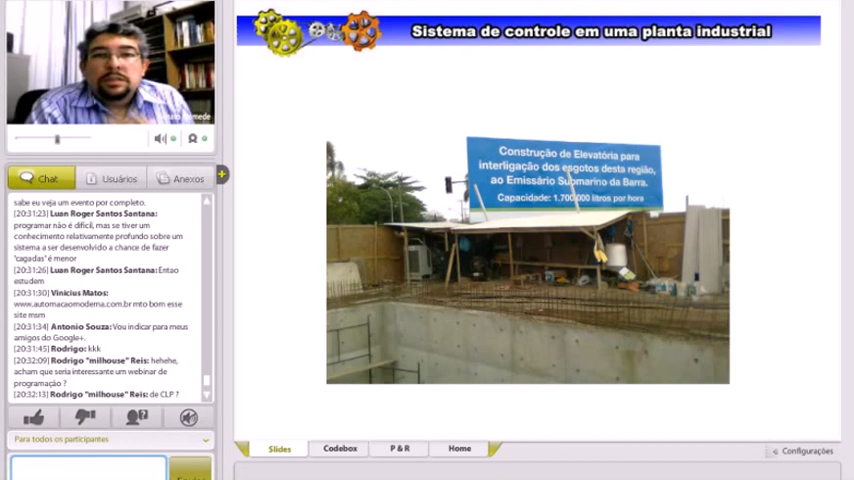 Sistema de controle em uma planta industrial
Chat
Usuários
Anexos
sabe eu veja um evento por completo.
[20:31:23] Luan Roger Santos Santana:
programar não é dificil, mas se tiver um
conhecimento relativamente profundo sobre um
sistema a ser desenvolvido a chance de fazer
'cagadas' é menor
[20:31:26] Luan Roger Santos Santana: Entao
estudem
[20:31:30] Vinicius Matos:
www.automacaomoderna.com.br mto bom esse
site msm
[20:31:34] Antonio Souza: Vou indicar para meus
amigos do Google+.
[20:31:45] Rodrigo: kkk
[20:32:09] Rodrigo "milhouse" Reis: hehehe,
acham que seria interessante um webinar de
programação ?
[20:32:13] Rodrigo "milhouse" Reis: de CLP ?
Para todos os participantes
Construção de Elevatória para
interligação dos esgotos desta região,
ao Emissário Submarino da Barra.
Capacidade: 1.700.000 litros por hora
Slides
Codebox
P & R
Home
Configurações